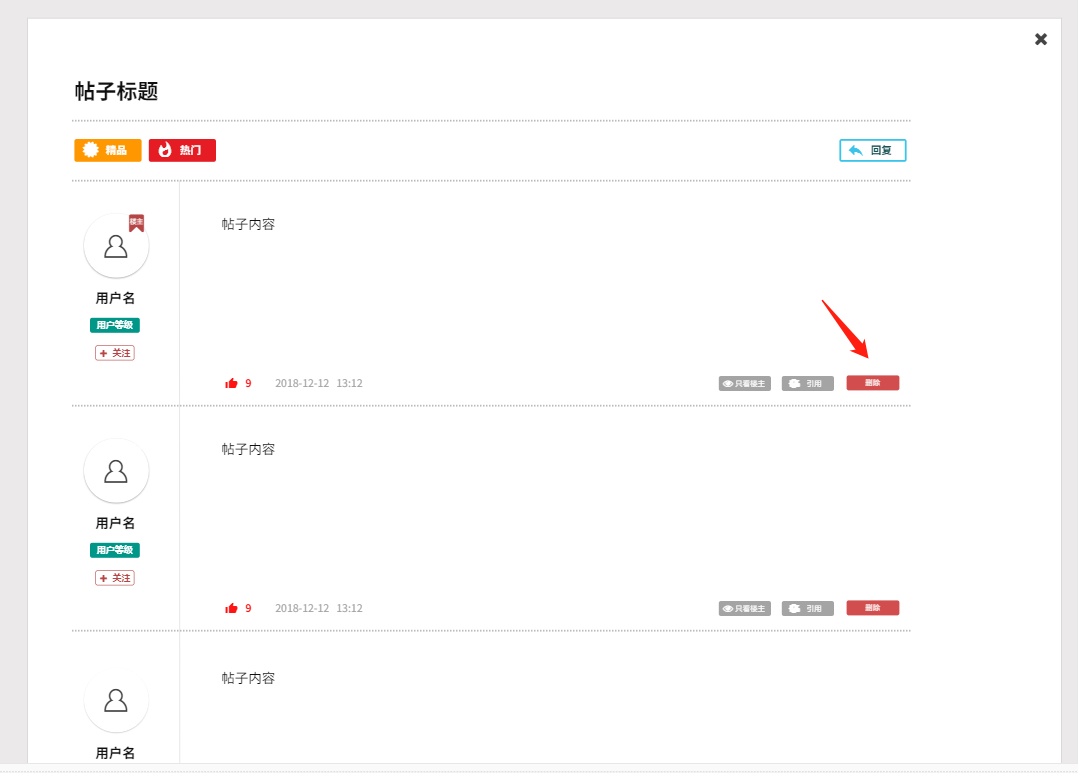 帖子标题
精品 热门 回复
楼主
帖子内容
用户名
用户等级
+ 关注
9 2018-12-12 13:12 只看楼主 引用 删除
帖子内容
用户名
用户等级
+ 关注
9 2018-12-12 13:12 只看楼主 引用 删除
帖子内容
用户名